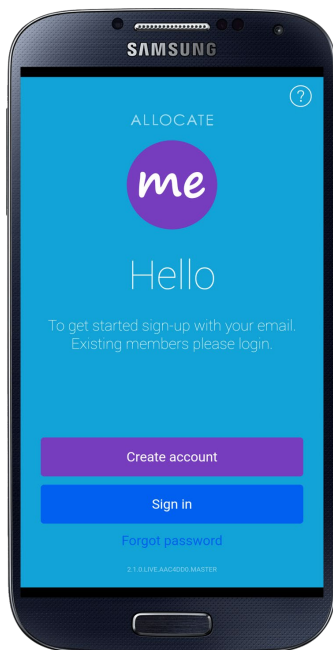 SAMSUNG
?
ALLOCATE
me
Hello
To get started sign-up with your email.
Existing members please login.
Create account
Sign in
Forgot password
2.1.0.LIVE.AAC4DD0.MASTER